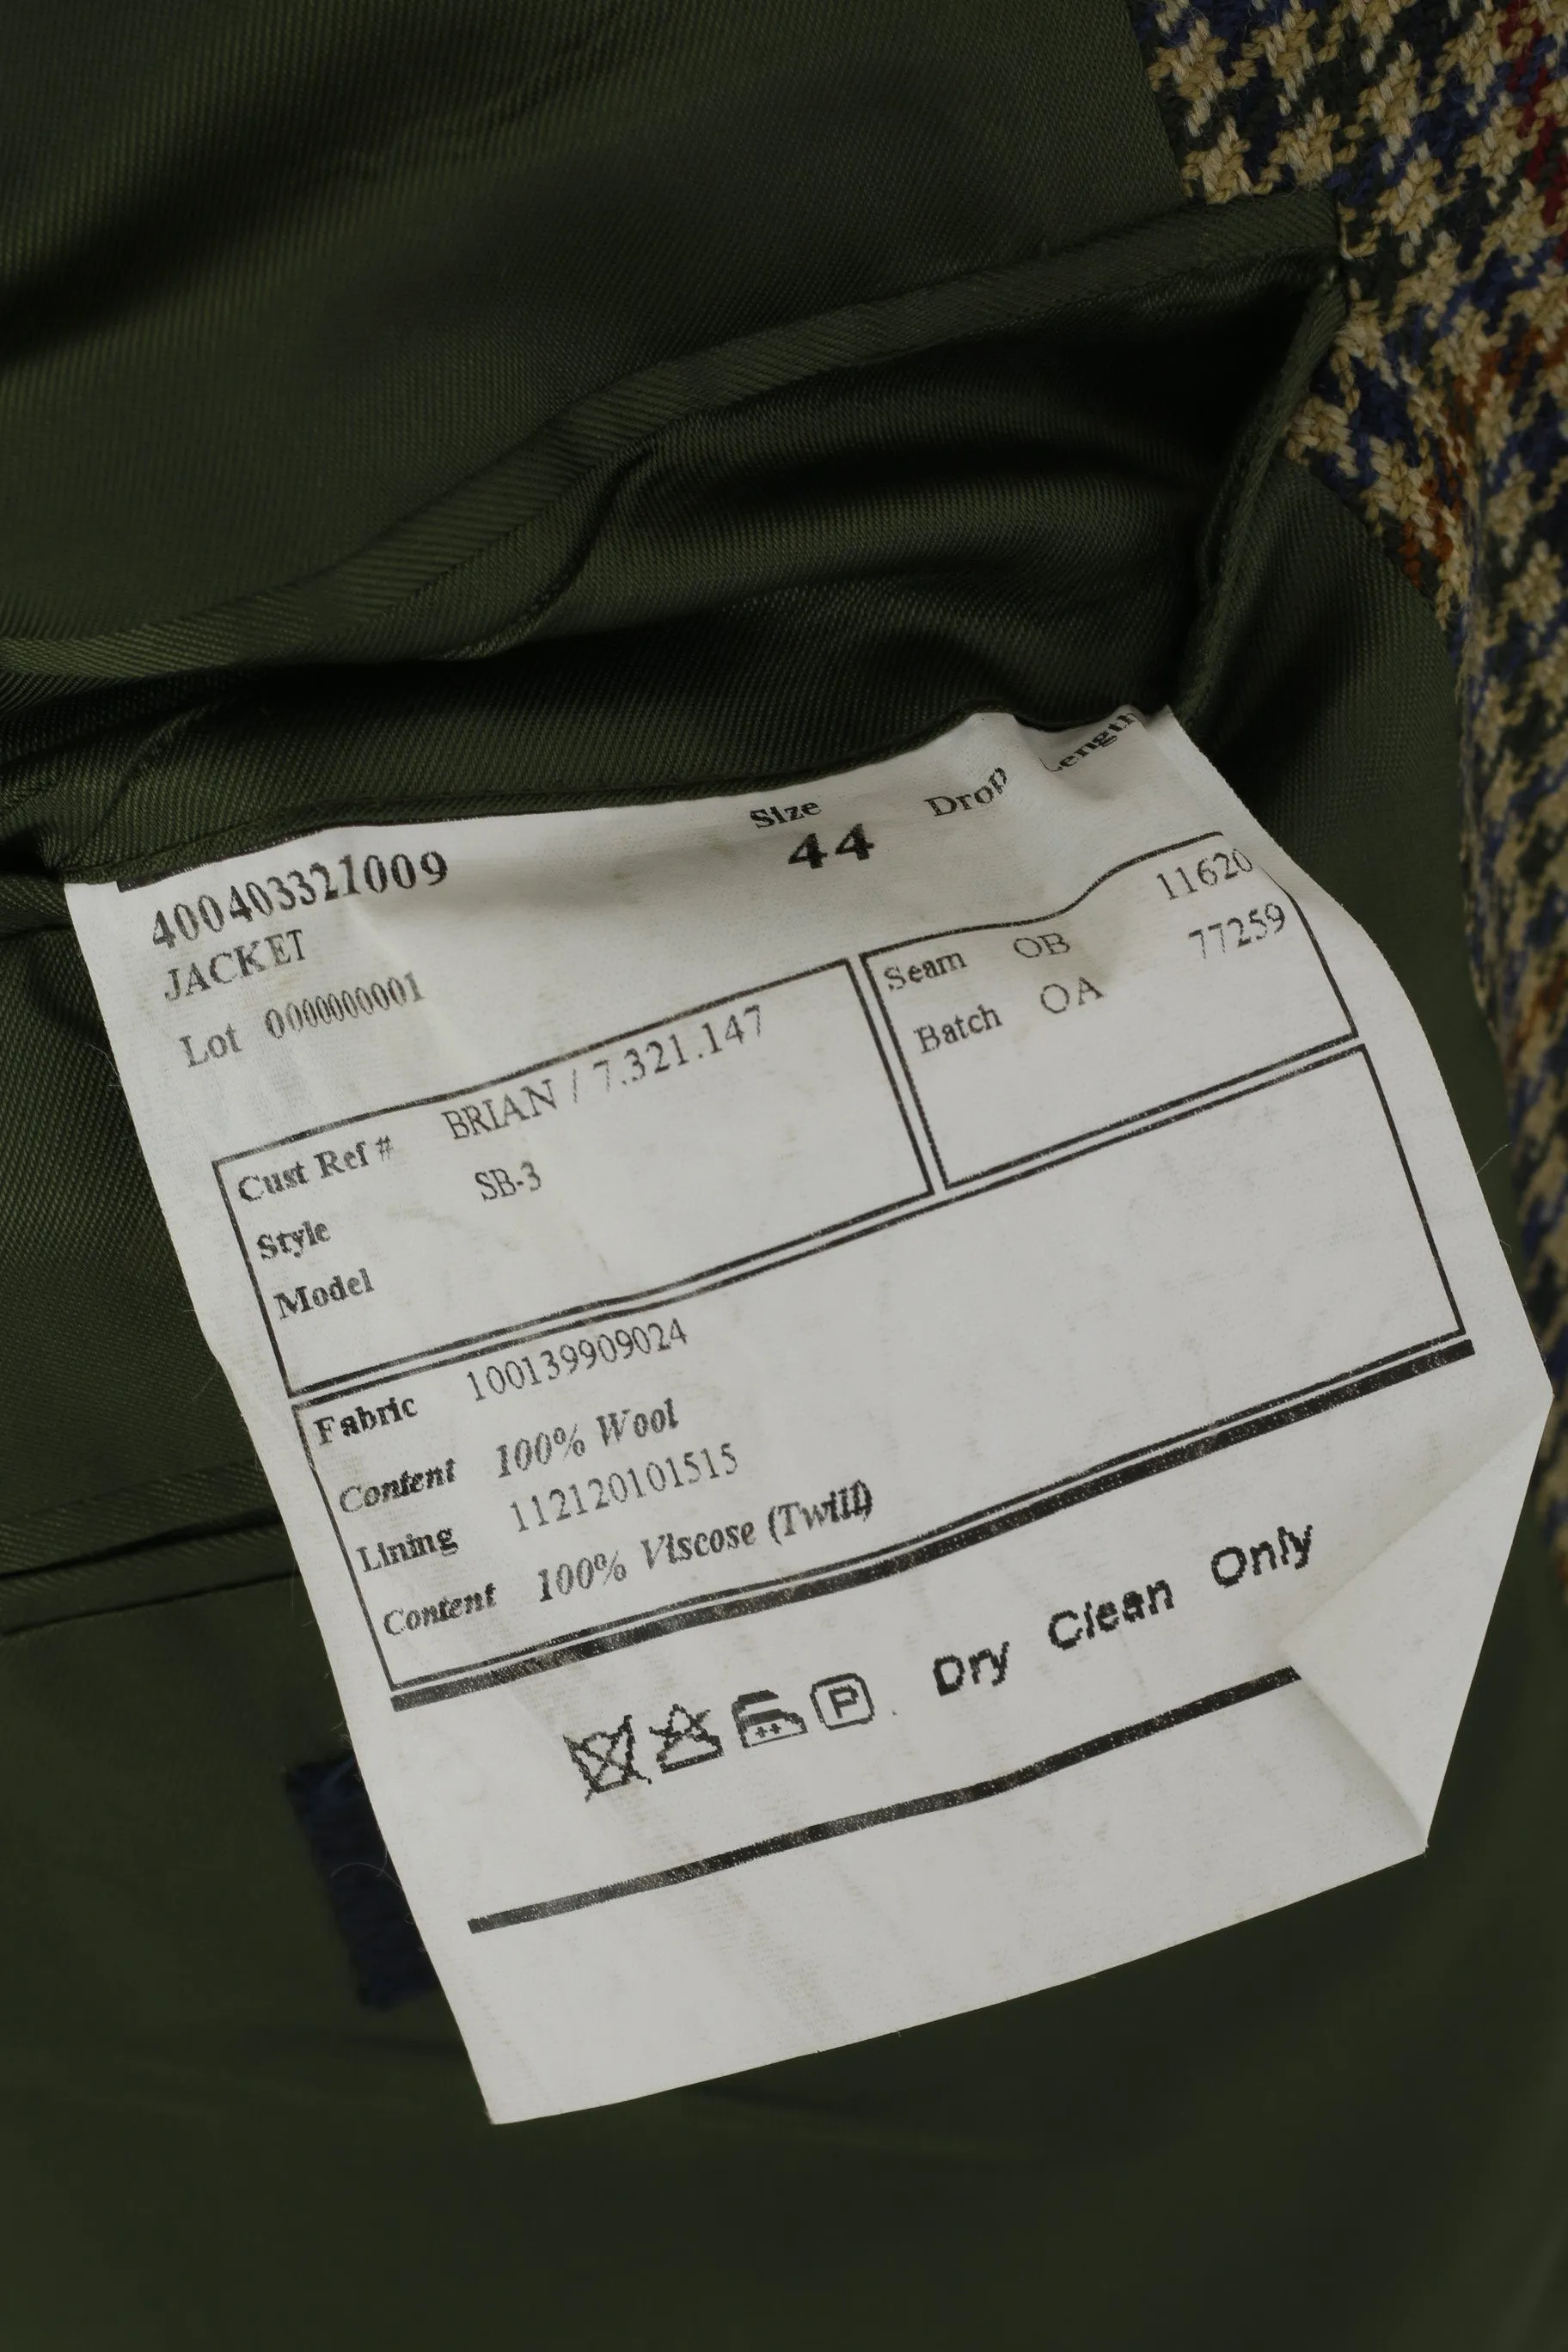 Size Drop Length
400403321009 44
JACKET
Lot 0000000001
Cust Ref # BRIAN / 7.321.147
Style SB-3
Model
Seam OB 11620
Batch OA 77259
Fabric 100139909024
Content 100% Wool
Lining 112120101515
Content 100% Viscose (Twill)
P Dry Clean Only